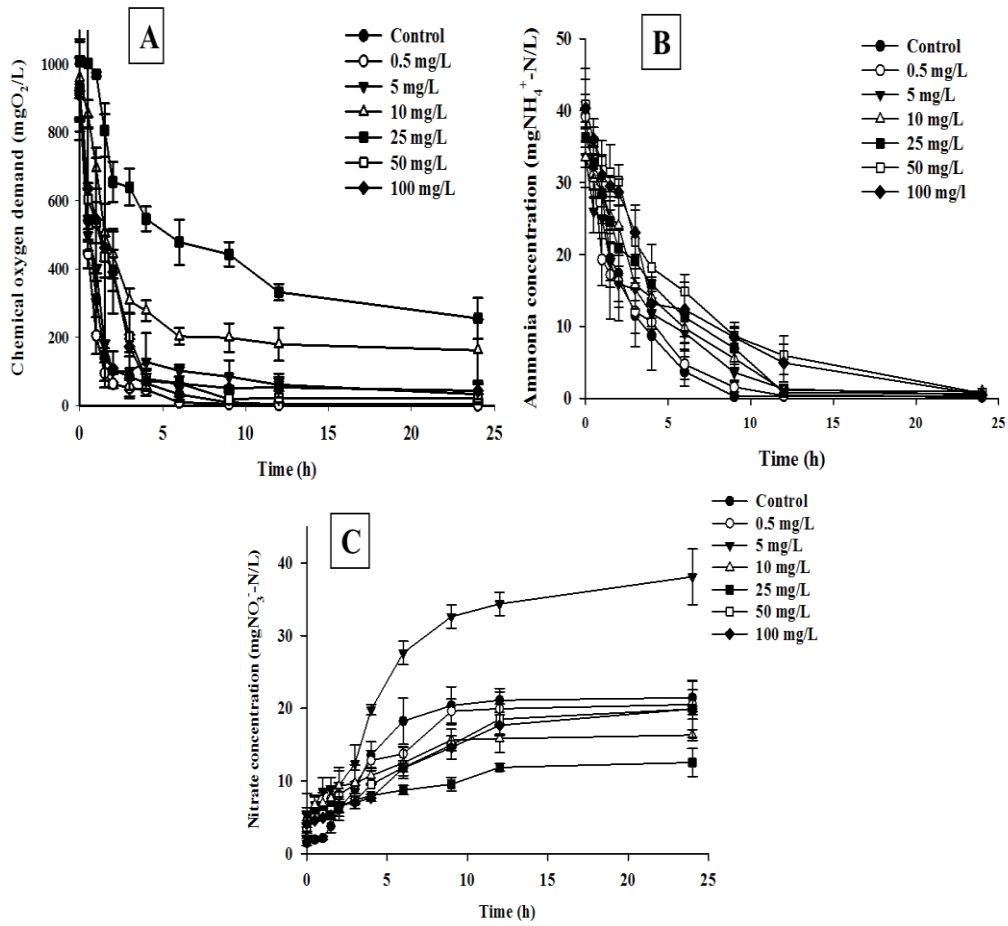 A
Control
0.5 mg/L
5 mg/L
10 mg/L
25 mg/L
50 mg/L
100 mg/L
Chemical oxygen demand (mgO₂/L)
1000
800
600
400
200
0
0 5 10 15 20 25
Time (h)
B
Control
0.5 mg/L
5 mg/L
10 mg/L
25 mg/L
50 mg/L
100 mg/l
Ammonia concentration (mgNH₄⁺-N/L)
50
40
30
20
10
0
0 5 10 15 20 25
Time (h)
C
Control
0.5 mg/L
5 mg/L
10 mg/L
25 mg/L
50 mg/L
100 mg/L
Nitrate concentration (mgNO₃⁻-N/L)
40
30
20
10
0
0 5 10 15 20 25
Time (h)